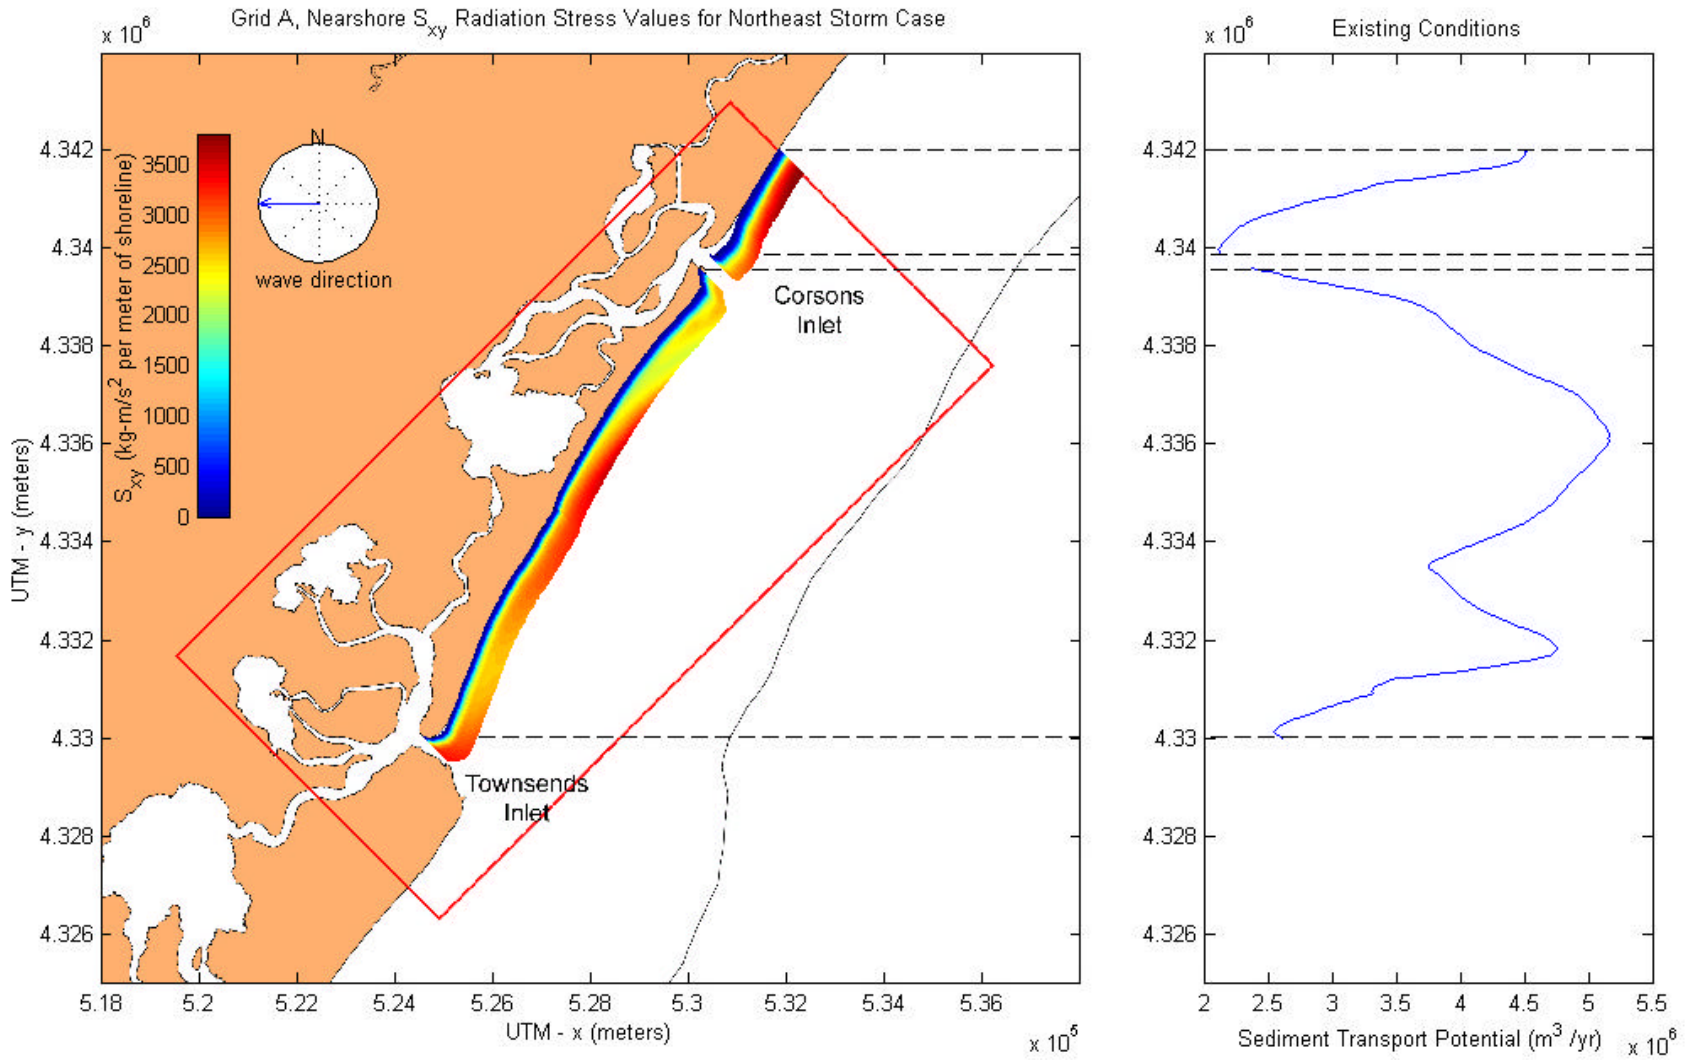 Grid A, Nearshore Sxy Radiation Stress Values for Northeast Storm Case
x 10^6
4.342
4.34
4.338
4.336
4.334
4.332
4.33
4.328
4.326
UTM - y (meters)
5.18
5.2
5.22
5.24
5.26
5.28
5.3
5.32
5.34
5.36
UTM - x (meters)
x 10^5
Sxy (kg-m/s² per meter of shoreline)
3500
3000
2500
2000
1500
1000
500
0
N
wave direction
Corsons
Inlet
Townsends
Inlet
Existing Conditions
x 10^6
4.342
4.34
4.338
4.336
4.334
4.332
4.33
4.328
4.326
2
2.5
3
3.5
4
4.5
5
5.5
Sediment Transport Potential (m³ /yr)
x 10^6